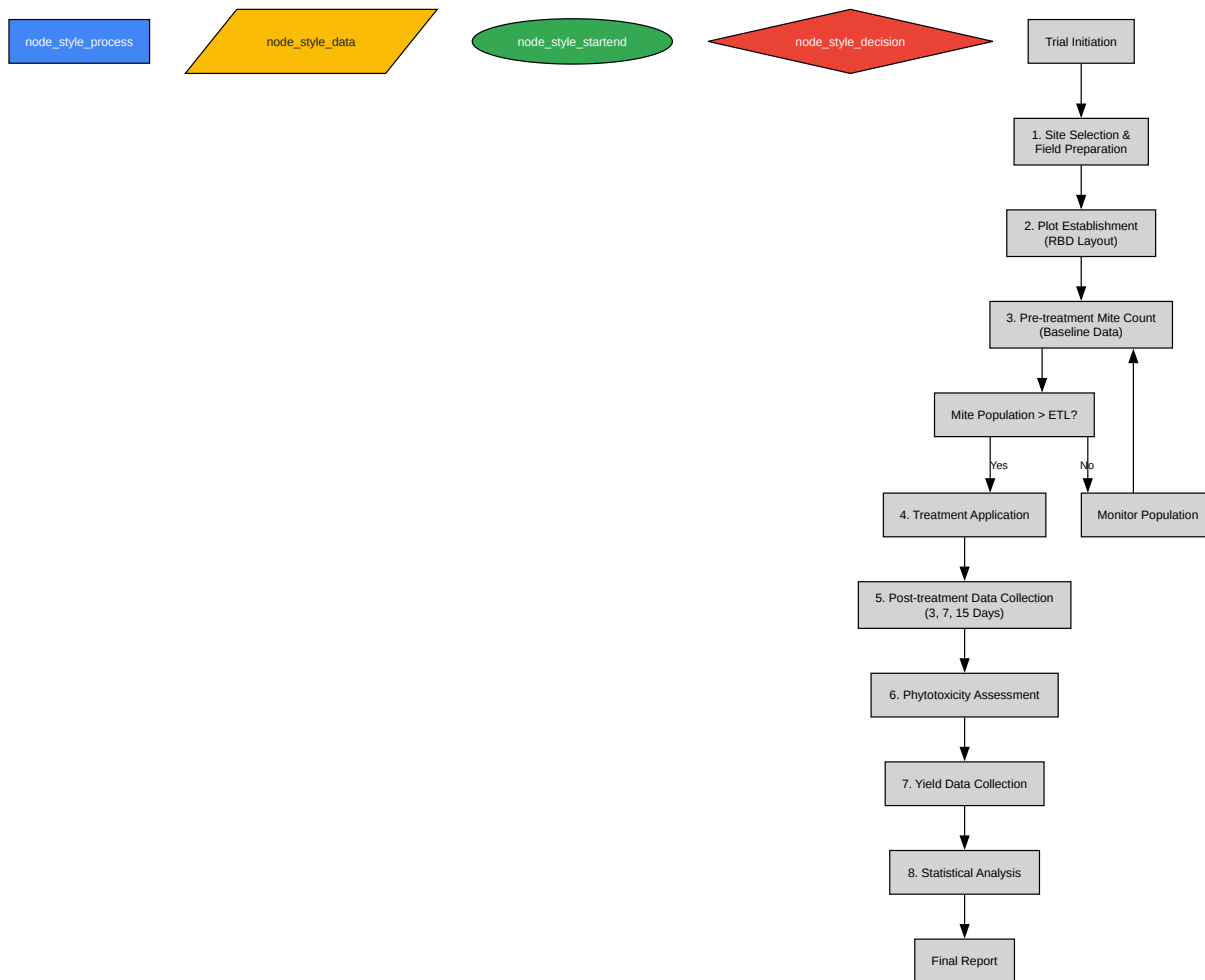 node_style_process
node_style_data
node_style_startend
node_style_decision
Trial Initiation
1. Site Selection &
Field Preparation
2. Plot Establishment
(RBD Layout)
3. Pre-treatment Mite Count
(Baseline Data)
Mite Population > ETL?
Yes
No
4. Treatment Application
Monitor Population
5. Post-treatment Data Collection
(3, 7, 15 Days)
6. Phytotoxicity Assessment
7. Yield Data Collection
8. Statistical Analysis
Final Report